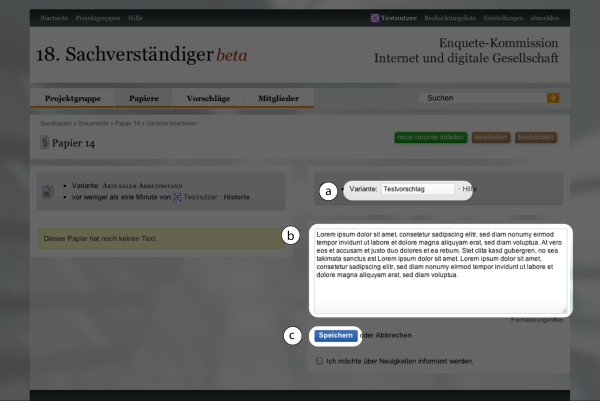 Startseite Projektgruppen Hilfe Testnutzer Beobachtungsliste Einstellungen abmelden
18. Sachverständiger beta
Enquete-Kommission
Internet und digitale Gesellschaft
Projektgruppe Papiere Vorschläge Mitglieder Suchen
Sandkasten » Dokumente » Papier 14 » Variante bearbeiten
§ Papier 14
neue variante ableiten bearbeiten beobachten
• Variante: Aktueller Arbeitsstand
• vor weniger als eine Minute von Testnutzer · Historie
a • Variante: Testvorschlag · Hilfe
Dieses Papier hat noch keinen Text.
b
Lorem ipsum dolor sit amet, consetetur sadipscing elitr, sed diam nonumy eirmod
tempor invidunt ut labore et dolore magna aliquyam erat, sed diam voluptua. At vero
eos et accusam et justo duo dolores et ea rebum. Stet clita kasd gubergren, no sea
takimata sanctus est Lorem ipsum dolor sit amet. Lorem ipsum dolor sit amet,
consetetur sadipscing elitr, sed diam nonumy eirmod tempor invidunt ut labore et
dolore magna aliquyam erat, sed diam voluptua.
Formatierungshilfen
c Speichern oder Abbrechen
Ich möchte über Neuigkeiten informiert werden.